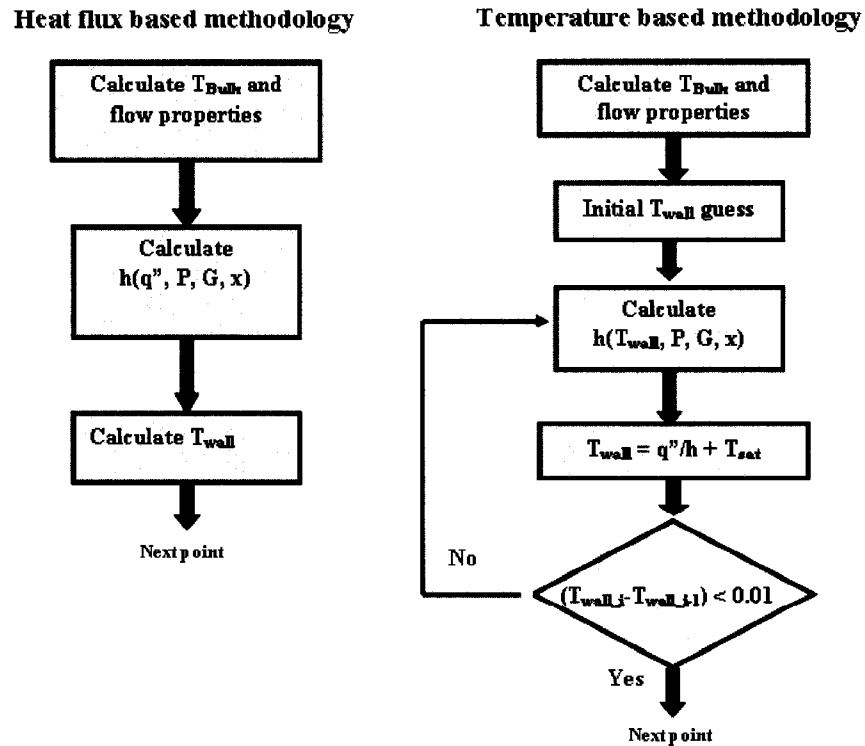 Heat flux based methodology
Calculate T_Bulk and
flow properties
Calculate
h(q", P, G, x)
Calculate T_wall
Next point
Temperature based methodology
Calculate T_Bulk and
flow properties
Initial T_wall guess
Calculate
h(T_wall, P, G, x)
T_wall = q"/h + T_sat
No
(T_wall_i-T_wall_i-1) < 0.01
Yes
Next point